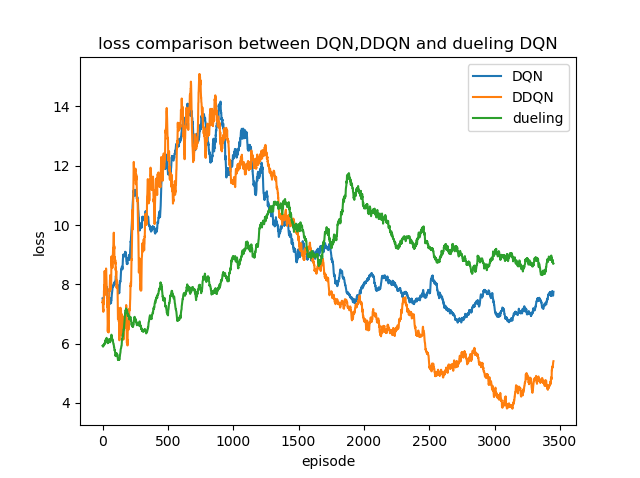 loss comparison between DQN,DDQN and dueling DQN
DQN
DDQN
dueling
14
12
10
8
6
4
loss
0 500 1000 1500 2000 2500 3000 3500
episode